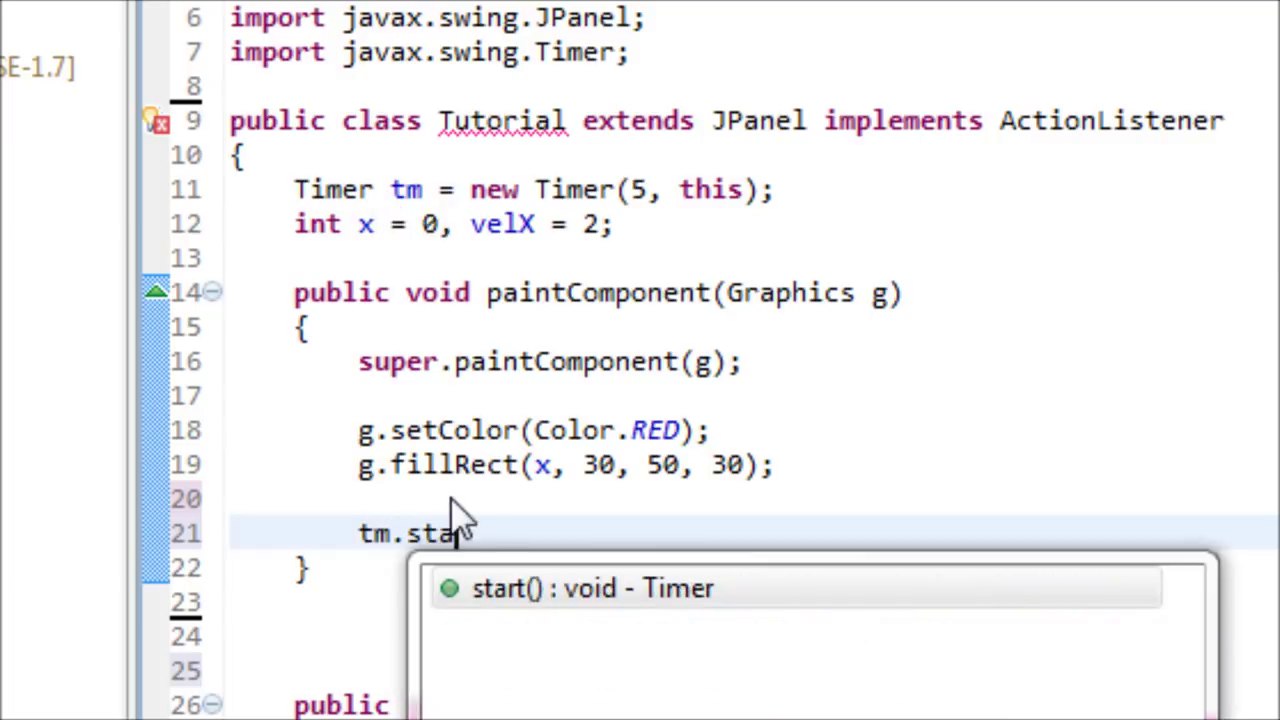 6 import javax.swing.JPanel;
7 import javax.swing.Timer;
SE-1.7]
8
9 public class Tutorial extends JPanel implements ActionListener
10 {
11 Timer tm = new Timer(5, this);
12 int x = 0, velX = 2;
13
14 public void paintComponent(Graphics g)
15 {
16 super.paintComponent(g);
17
18 g.setColor(Color.RED);
19 g.fillRect(x, 30, 50, 30);
20
21 tm.sta
22 }
start() : void - Timer
23
24
25
26 public